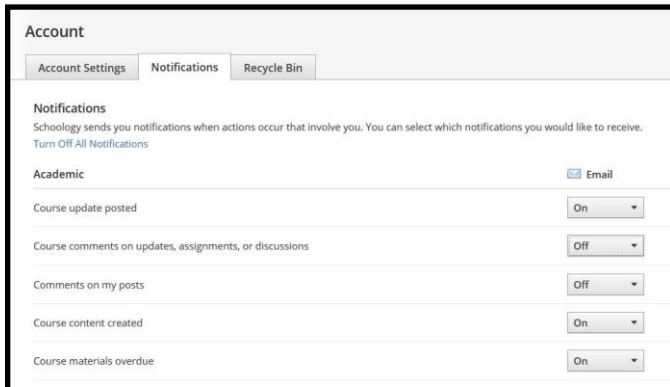 Account
Account Settings Notifications Recycle Bin
Notifications
Schoology sends you notifications when actions occur that involve you. You can select which notifications you would like to receive.
Turn Off All Notifications
Academic Email
Course update posted On
Course comments on updates, assignments, or discussions Off
Comments on my posts Off
Course content created On
Course materials overdue On